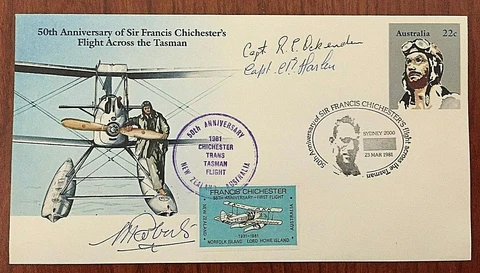 50th Anniversary of Sir Francis Chichester's
Flight Across the Tasman
Capt R.P. Ockenden
Capt.
Australia
22c
50TH ANNIVERSARY
1981
CHICHESTER
TRANS
TASMAN
FLIGHT
NEW ZEALAND AUSTRALIA
50th Anniversary of SIR FRANCIS CHICHESTER'S
flight across the Tasman
SYDNEY 2000
23 MAR 1981
FRANCIS CHICHESTER
50TH ANNIVERSARY-FIRST FLIGHT
NEW ZEALAND
AUSTRALIA
1931-1981
NORFOLK ISLAND LORD HOWE ISLAND